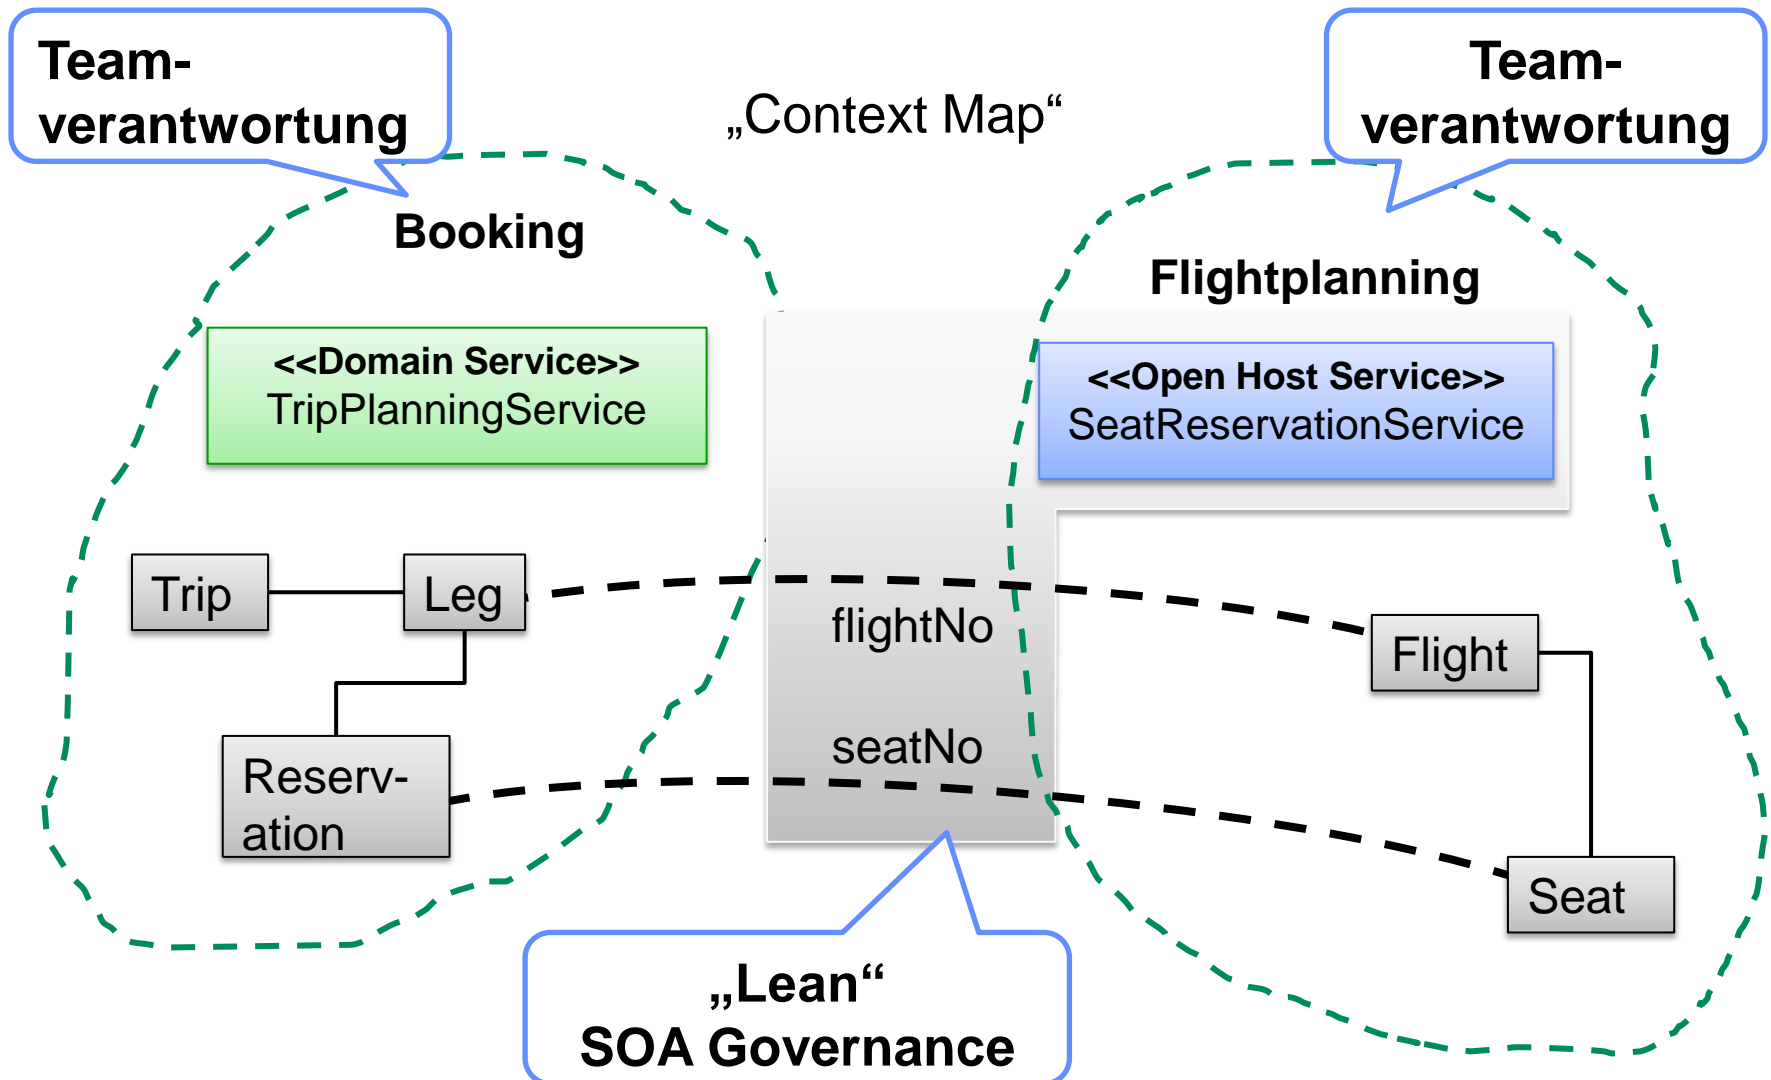 Team-
verantwortung
„Context Map“
Team-
verantwortung
Booking
Flightplanning
<<Domain Service>>
TripPlanningService
<<Open Host Service>>
SeatReservationService
Trip
Leg
flightNo
Flight
Reserv-
ation
seatNo
Seat
„Lean“
SOA Governance